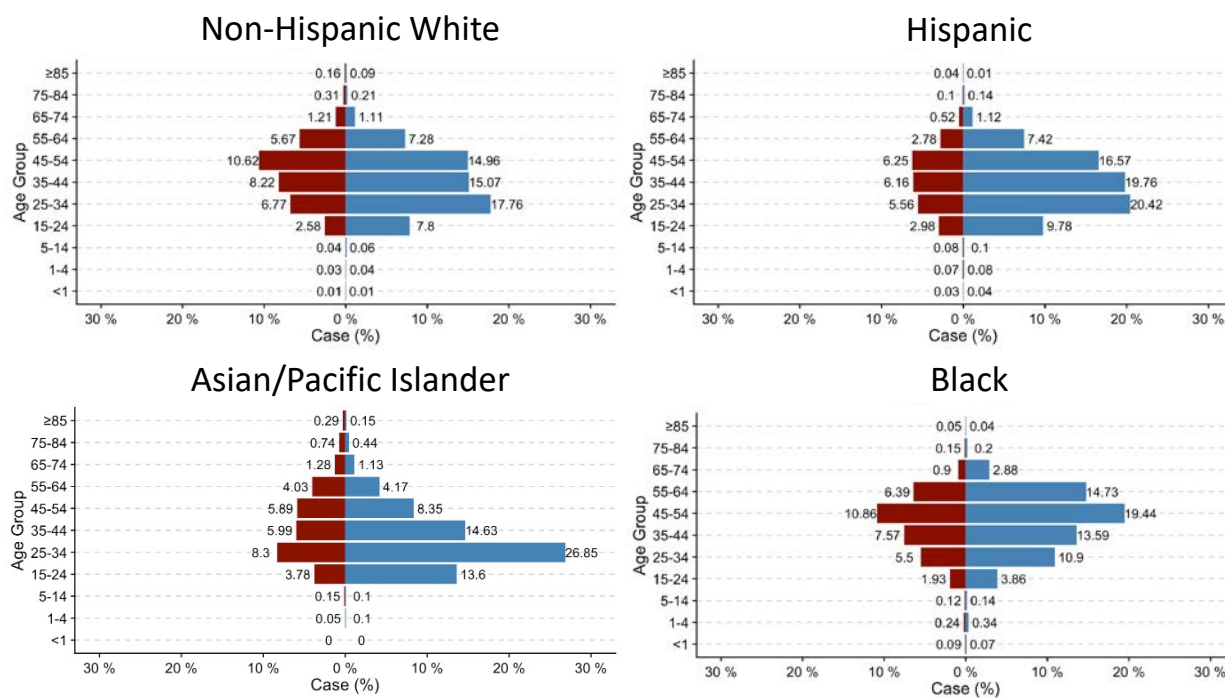 Non-Hispanic White
Age Group
≥85 0.16 0.09
75-84 0.31 0.21
65-74 1.21 1.11
55-64 5.67 7.28
45-54 10.62 14.96
35-44 8.22 15.07
25-34 6.77 17.76
15-24 2.58 7.8
5-14 0.04 0.06
1-4 0.03 0.04
<1 0.01 0.01
30 % 20 % 10 % 0 % 10 % 20 % 30 %
Case (%)
Hispanic
Age Group
≥85 0.04 0.01
75-84 0.1 0.14
65-74 0.52 1.12
55-64 2.78 7.42
45-54 6.25 16.57
35-44 6.16 19.76
25-34 5.56 20.42
15-24 2.98 9.78
5-14 0.08 0.1
1-4 0.07 0.08
<1 0.03 0.04
30 % 20 % 10 % 0 % 10 % 20 % 30 %
Case (%)
Asian/Pacific Islander
Age Group
≥85 0.29 0.15
75-84 0.74 0.44
65-74 1.28 1.13
55-64 4.03 4.17
45-54 5.89 8.35
35-44 5.99 14.63
25-34 8.3 26.85
15-24 3.78 13.6
5-14 0.15 0.1
1-4 0.05 0.1
<1 0 0
30 % 20 % 10 % 0 % 10 % 20 % 30 %
Case (%)
Black
Age Group
≥85 0.05 0.04
75-84 0.15 0.2
65-74 0.9 2.88
55-64 6.39 14.73
45-54 10.86 19.44
35-44 7.57 13.59
25-34 5.5 10.9
15-24 1.93 3.86
5-14 0.12 0.14
1-4 0.24 0.34
<1 0.09 0.07
30 % 20 % 10 % 0 % 10 % 20 % 30 %
Case (%)